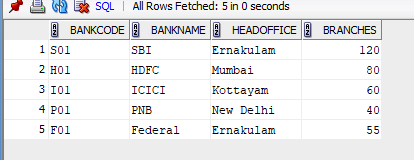 SQL | All Rows Fetched: 5 in 0 seconds
BANKCODE BANKNAME HEADOFFICE BRANCHES
1 S01 SBI Ernakulam 120
2 H01 HDFC Mumbai 80
3 I01 ICICI Kottayam 60
4 P01 PNB New Delhi 40
5 F01 Federal Ernakulam 55